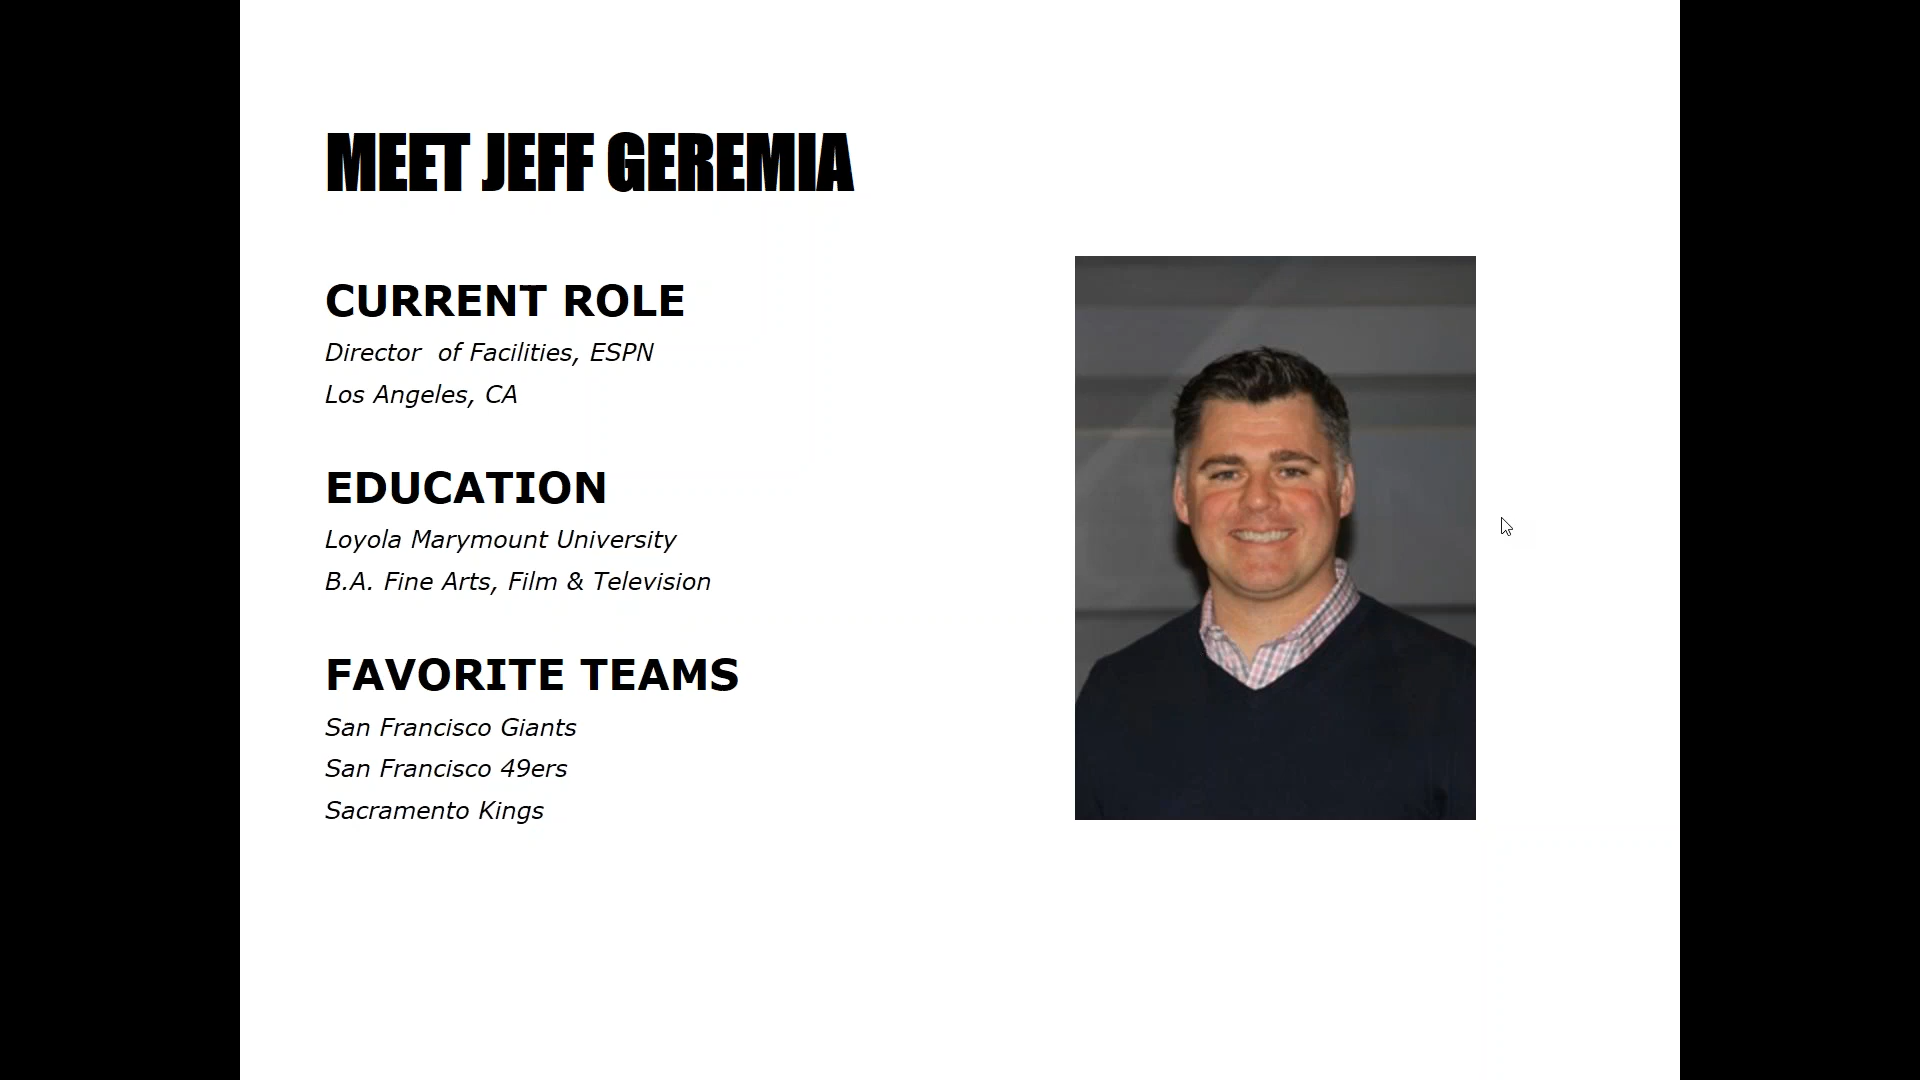 MEET JEFF GEREMIA
CURRENT ROLE
Director  of Facilities, ESPN
Los Angeles, CA
EDUCATION
Loyola Marymount University
B.A. Fine Arts, Film & Television
FAVORITE TEAMS
San Francisco Giants
San Francisco 49ers
Sacramento Kings